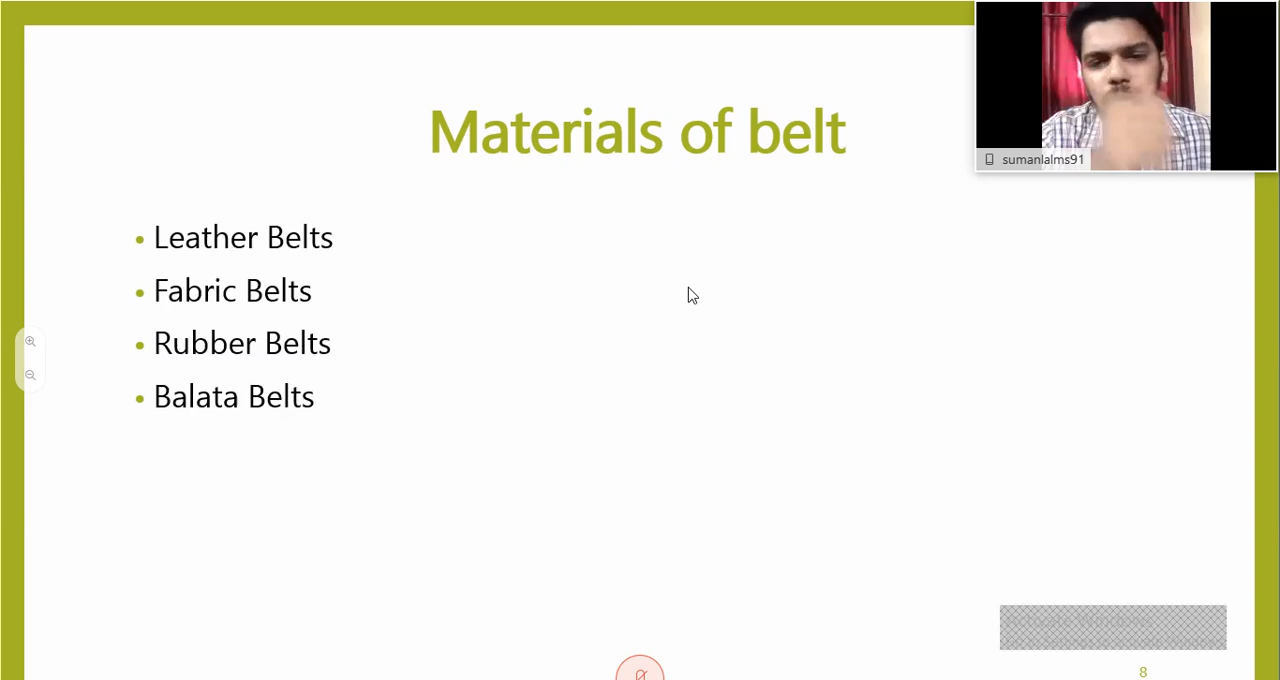 Materials of belt
sumanlalms91
• Leather Belts
• Fabric Belts
• Rubber Belts
• Balata Belts
8